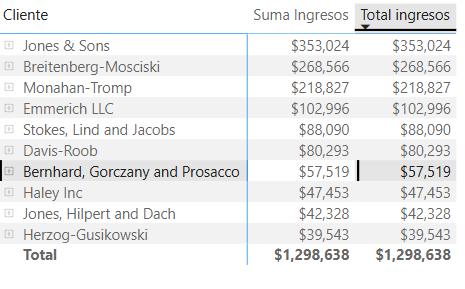 Cliente Suma Ingresos Total ingresos
Jones & Sons $353,024 $353,024
Breitenberg-Mosciski $268,566 $268,566
Monahan-Tromp $218,827 $218,827
Emmerich LLC $102,996 $102,996
Stokes, Lind and Jacobs $88,090 $88,090
Davis-Roob $80,293 $80,293
Bernhard, Gorczany and Prosacco $57,519 $57,519
Haley Inc $47,453 $47,453
Jones, Hilpert and Dach $42,328 $42,328
Herzog-Gusikowski $39,543 $39,543
Total $1,298,638 $1,298,638